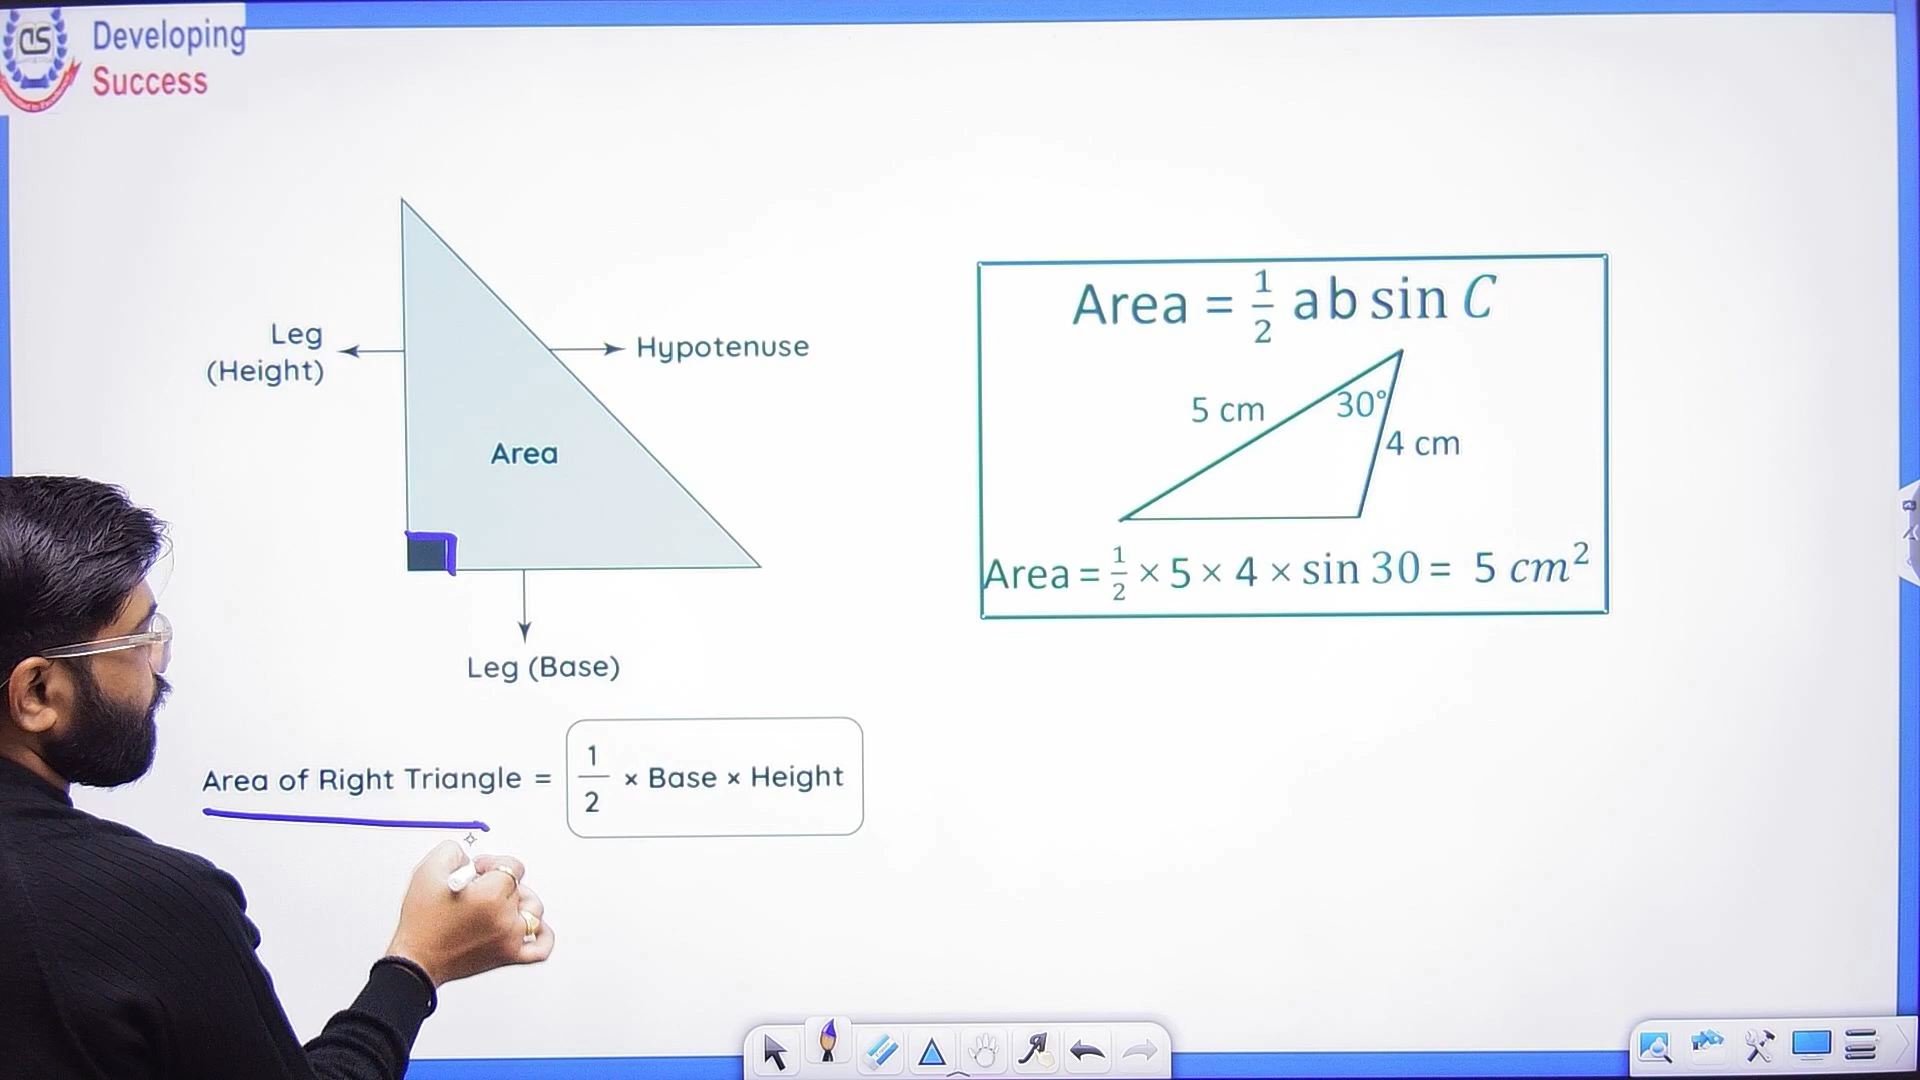 Developing
Success
Leg
(Height)
Hypotenuse
Area
Leg (Base)
Area of Right Triangle = 1/2 × Base × Height
Area = 1/2 ab sin C
5 cm
30°
4 cm
Area = 1/2 × 5 × 4 × sin 30 = 5 cm²